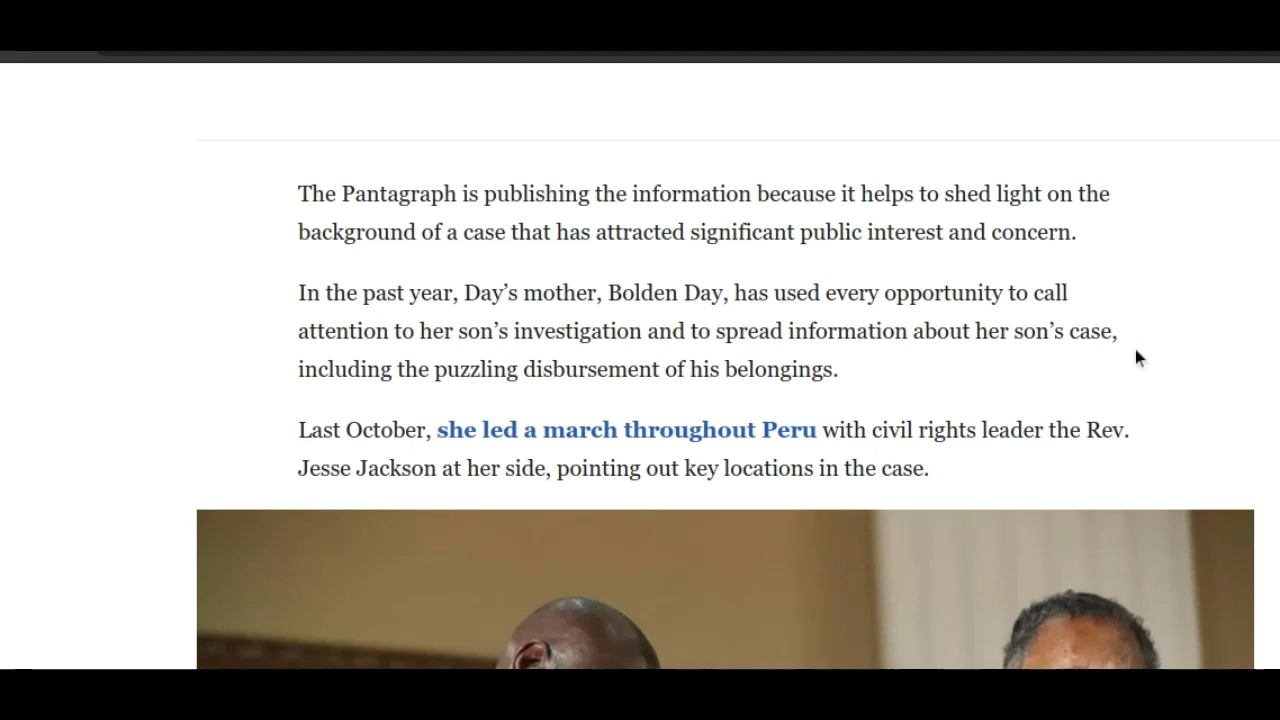 The Pantagraph is publishing the information because it helps to shed light on the
background of a case that has attracted significant public interest and concern.
In the past year, Day’s mother, Bolden Day, has used every opportunity to call
attention to her son’s investigation and to spread information about her son’s case,
including the puzzling disbursement of his belongings.
Last October, she led a march throughout Peru with civil rights leader the Rev.
Jesse Jackson at her side, pointing out key locations in the case.